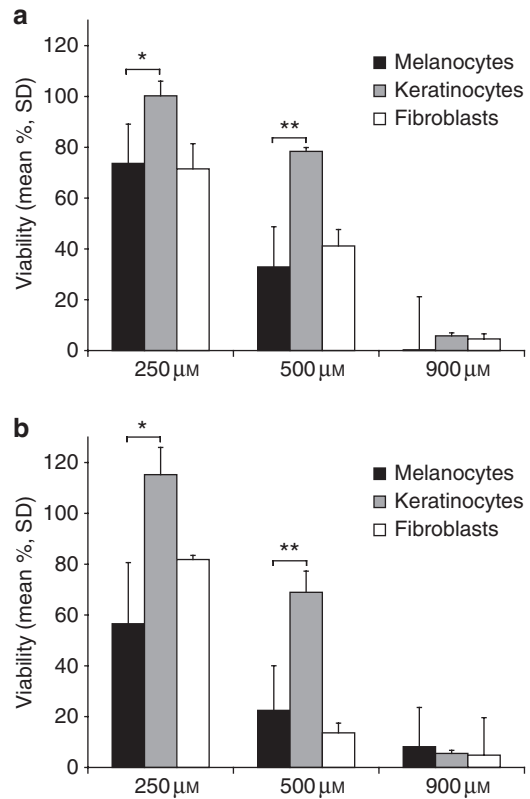 a
120
100
80
60
40
20
0
Viability (mean %, SD)
*
**
Melanocytes
Keratinocytes
Fibroblasts
250 μM
500 μM
900 μM
b
120
100
80
60
40
20
0
Viability (mean %, SD)
*
**
Melanocytes
Keratinocytes
Fibroblasts
250 μM
500 μM
900 μM